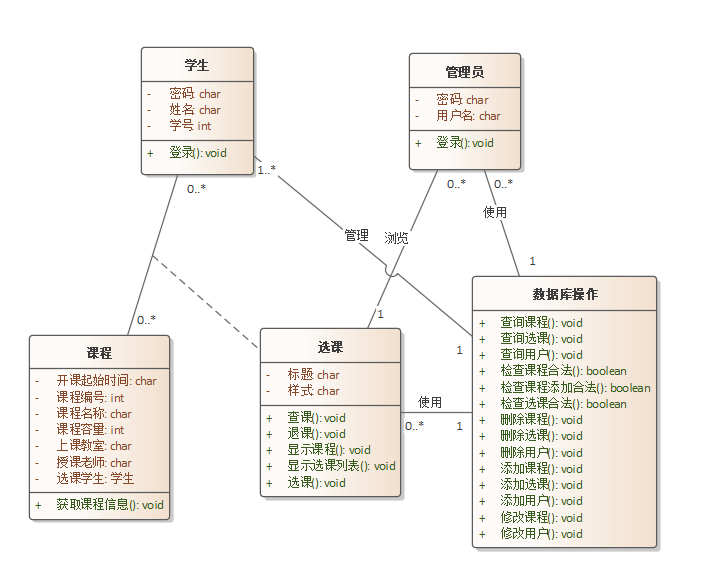 学生
- 密码: char
- 姓名: char
- 学号: int
+ 登录(): void
管理员
- 密码: char
- 用户名: char
+ 登录(): void
0..*
1..*
0..*
0..*
使用
管理
浏览
1
0..*
1
1
课程
- 开课起始时间: char
- 课程编号: int
- 课程名称: char
- 课程容量: int
- 上课教室: char
- 授课老师: char
- 选课学生: 学生
+ 获取课程信息(): void
选课
- 标题: char
- 样式: char
+ 查课(): void
+ 退课(): void
+ 显示课程(): void
+ 显示选课列表(): void
+ 选课(): void
使用
0..*
1
数据库操作
+ 查询课程(): void
+ 查询选课(): void
+ 查询用户(): void
+ 检查课程合法(): boolean
+ 检查课程添加合法(): boolean
+ 检查选课合法(): boolean
+ 删除课程(): void
+ 删除选课(): void
+ 删除用户(): void
+ 添加课程(): void
+ 添加选课(): void
+ 添加用户(): void
+ 修改课程(): void
+ 修改用户(): void